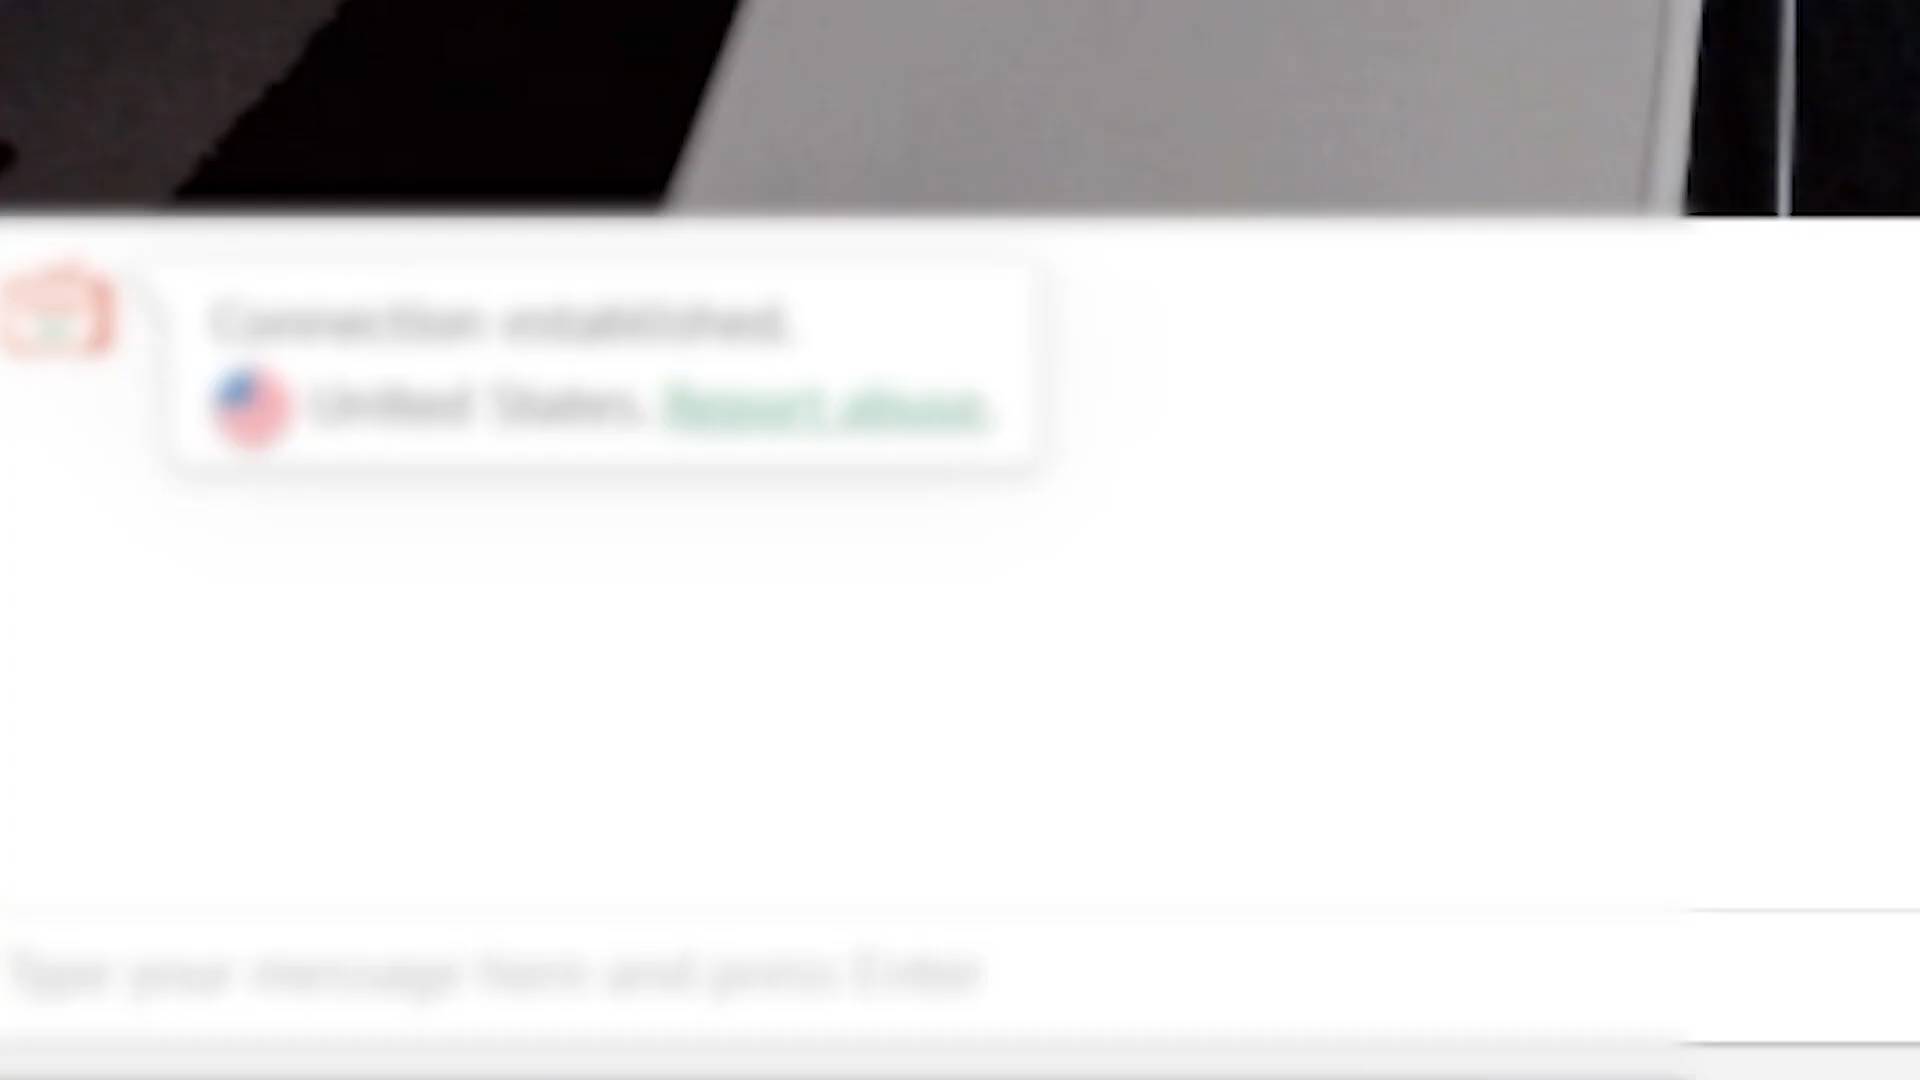 Connection established.
United States. Report abuse.
Type your message here and press Enter